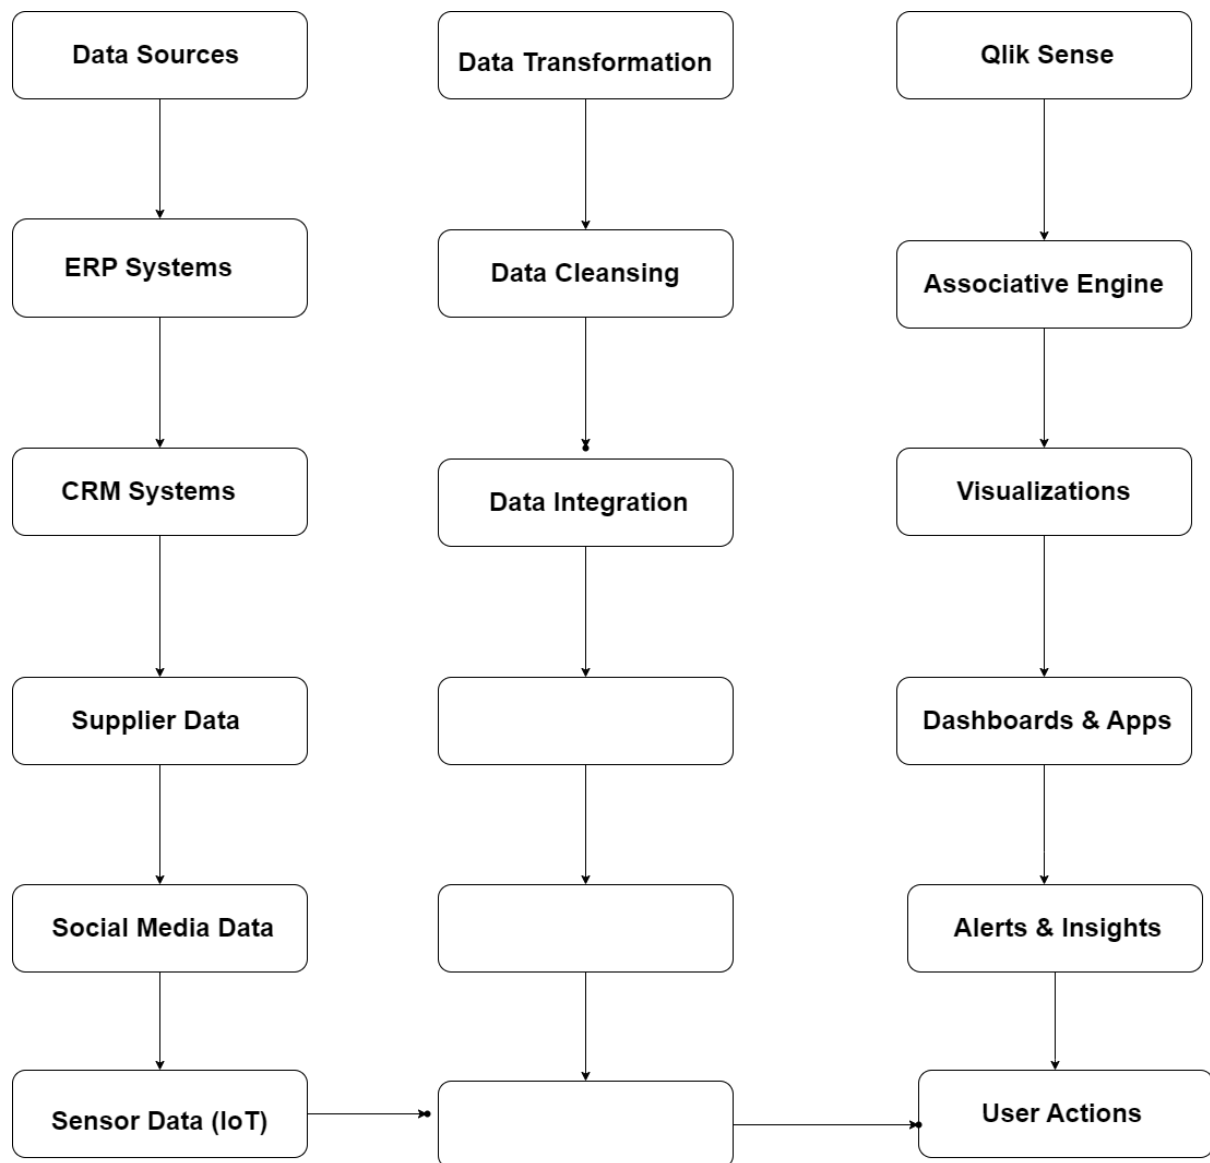 Data Sources
Data Transformation
Qlik Sense
ERP Systems
Data Cleansing
Associative Engine
CRM Systems
Data Integration
Visualizations
Supplier Data
Dashboards & Apps
Social Media Data
Alerts & Insights
Sensor Data (IoT)
User Actions